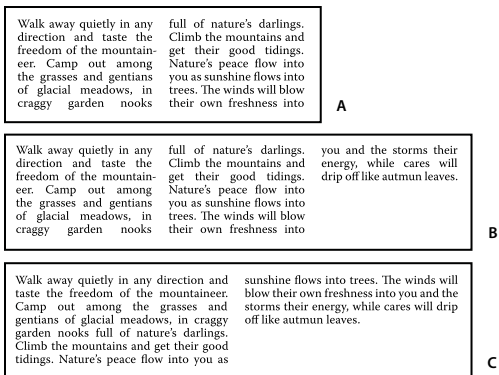 Walk away quietly in any
direction and taste the
freedom of the mountain-
eer. Camp out among
the grasses and gentians
of glacial meadows, in
craggy garden nooks
full of nature's darlings.
Climb the mountains and
get their good tidings.
Nature's peace flow into
you as sunshine flows into
trees. The winds will blow
their own freshness into
A
Walk away quietly in any
direction and taste the
freedom of the mountain-
eer. Camp out among
the grasses and gentians
of glacial meadows, in
craggy garden nooks
full of nature's darlings.
Climb the mountains and
get their good tidings.
Nature's peace flow into
you as sunshine flows into
trees. The winds will blow
their own freshness into
you and the storms their
energy, while cares will
drip off like autmun leaves.
B
Walk away quietly in any direction and
taste the freedom of the mountaineer.
Camp out among the grasses and
gentians of glacial meadows, in craggy
garden nooks full of nature's darlings.
Climb the mountains and get their good
tidings. Nature's peace flow into you as
sunshine flows into trees. The winds will
blow their own freshness into you and the
storms their energy, while cares will drip
off like autmun leaves.
C